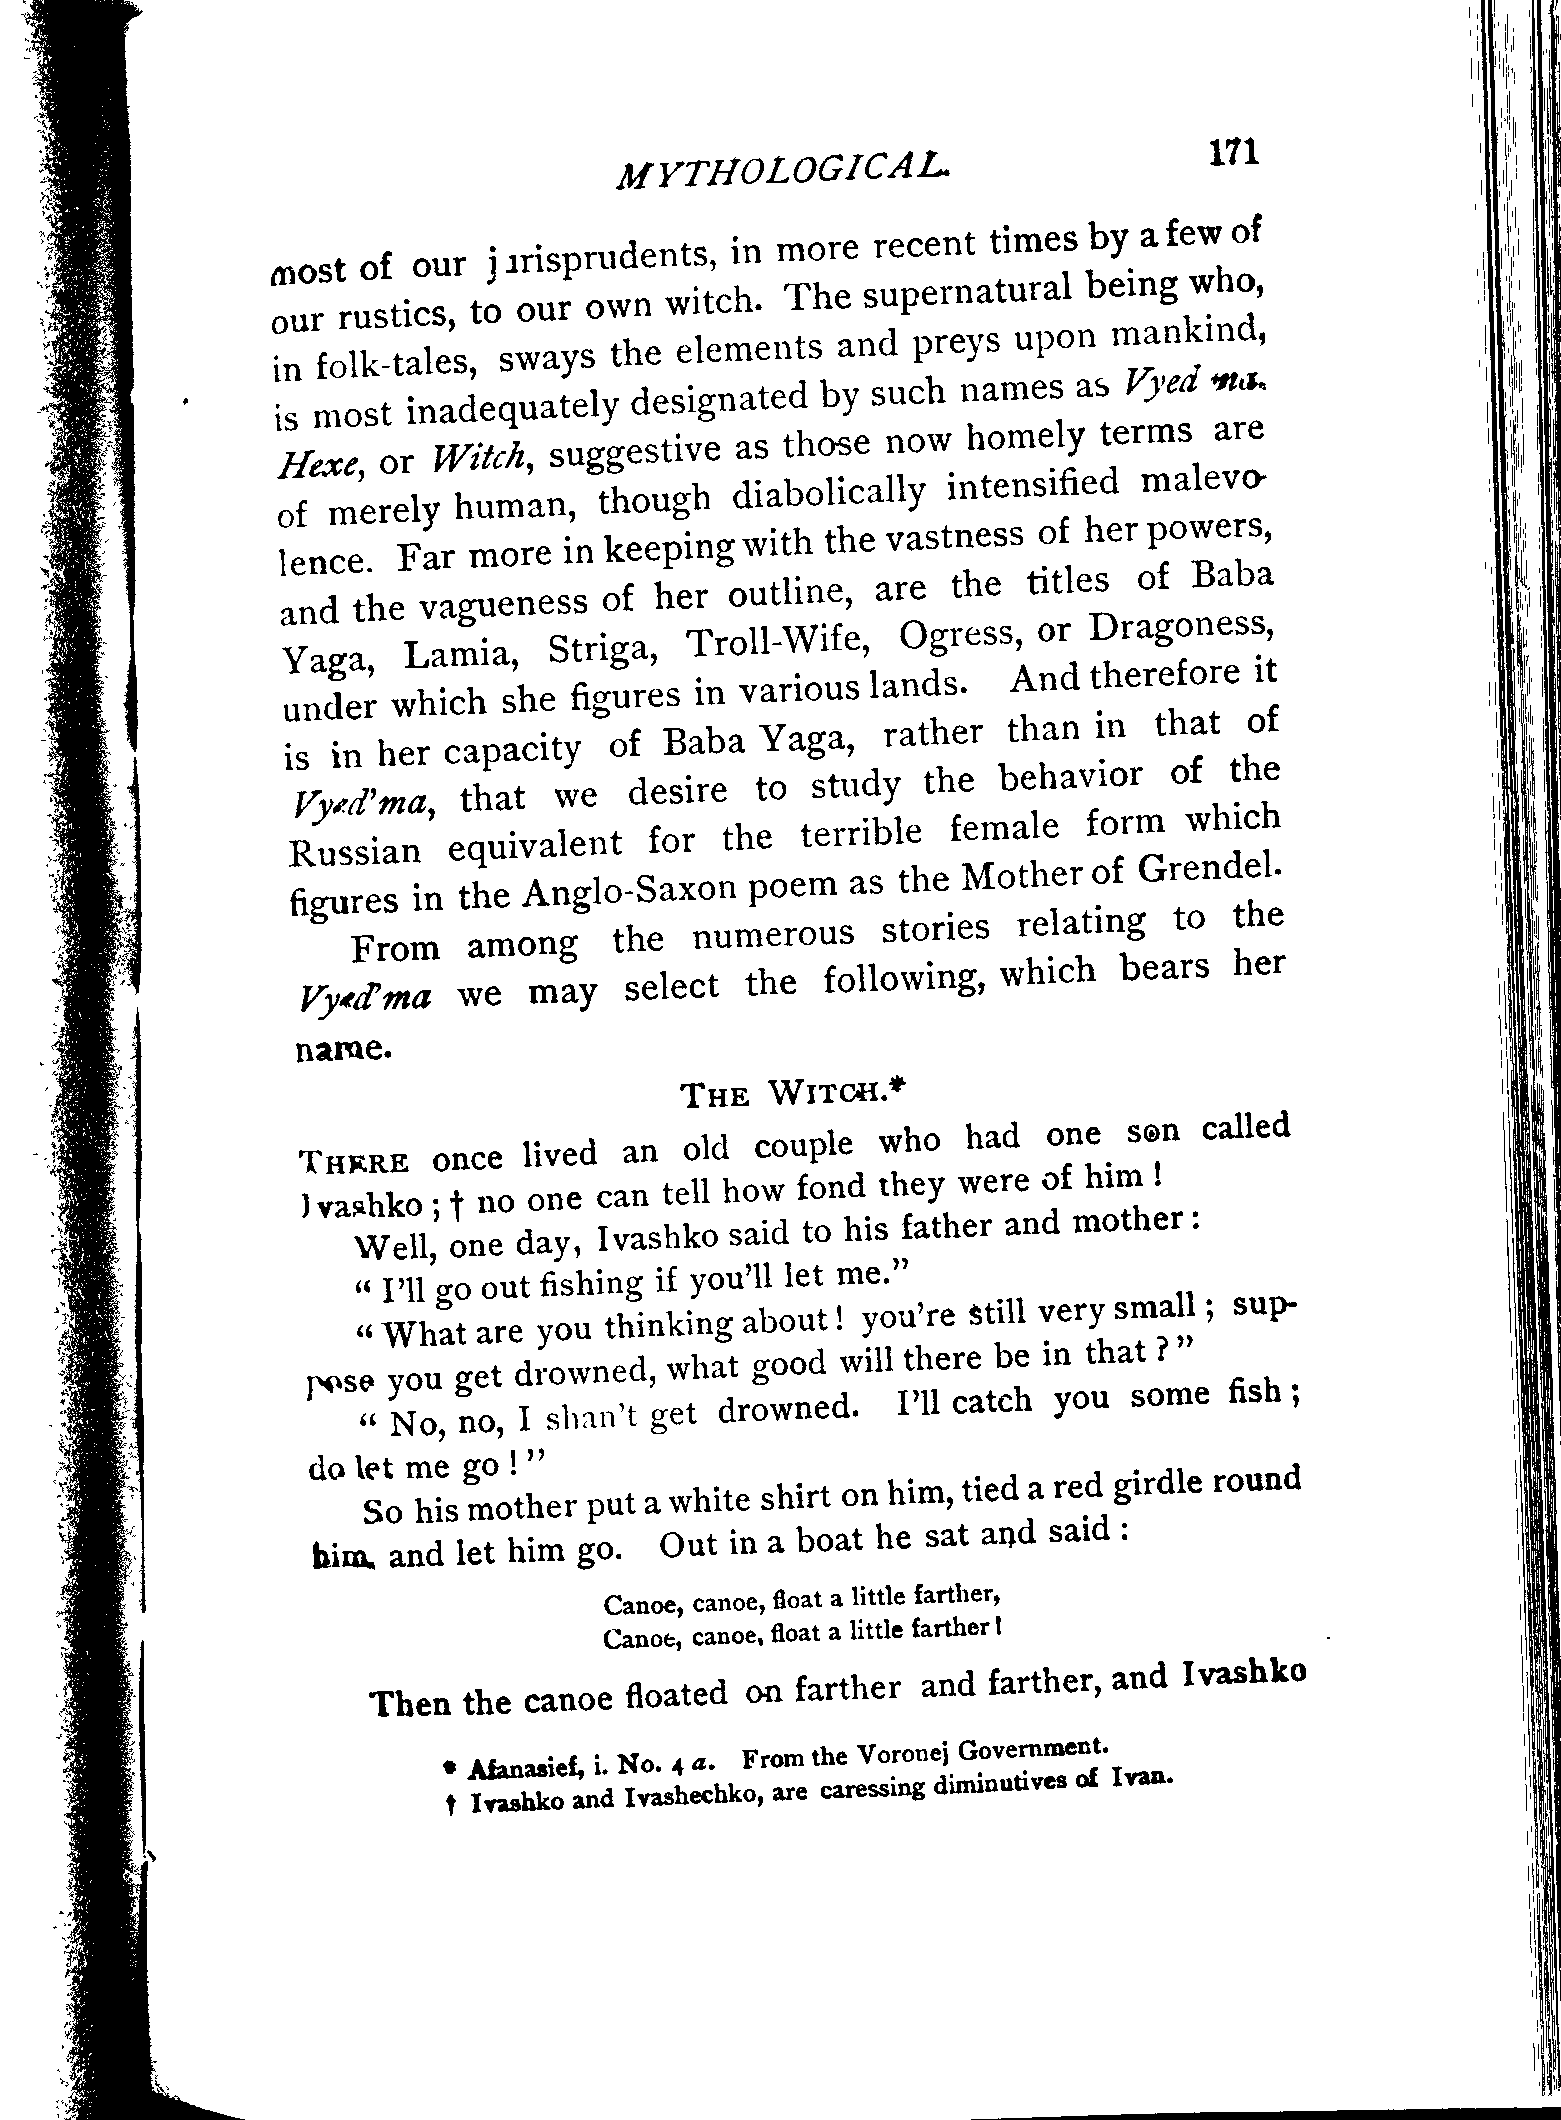 MYTHOLOGICAL. 171
most of our jurisprudents, in more recent times by a few of
our rustics, to our own witch. The supernatural being who,
in folk-tales, sways the elements and preys upon mankind,
is most inadequately designated by such names as Vyed'ma,
Hexe, or Witch, suggestive as those now homely terms are
of merely human, though diabolically intensified malevo-
lence. Far more in keeping with the vastness of her powers,
and the vagueness of her outline, are the titles of Baba
Yaga, Lamia, Striga, Troll-Wife, Ogress, or Dragoness,
under which she figures in various lands. And therefore it
is in her capacity of Baba Yaga, rather than in that of
Vyed'ma, that we desire to study the behavior of the
Russian equivalent for the terrible female form which
figures in the Anglo-Saxon poem as the Mother of Grendel.
From among the numerous stories relating to the
Vyed'ma we may select the following, which bears her
name.
THE WITCH.*
THERE once lived an old couple who had one son called
Ivashko; † no one can tell how fond they were of him!
Well, one day, Ivashko said to his father and mother:
"I'll go out fishing if you'll let me."
"What are you thinking about! you're still very small; sup-
pose you get drowned, what good will there be in that?"
"No, no, I shan't get drowned. I'll catch you some fish;
do let me go!"
So his mother put a white shirt on him, tied a red girdle round
him, and let him go. Out in a boat he sat and said:
Canoe, canoe, float a little farther,
Canoe, canoe, float a little farther!
Then the canoe floated on farther and farther, and Ivashko
* Afanasief, i. No. 4 a. From the Voronej Government.
† Ivashko and Ivashechko, are caressing diminutives of Ivan.